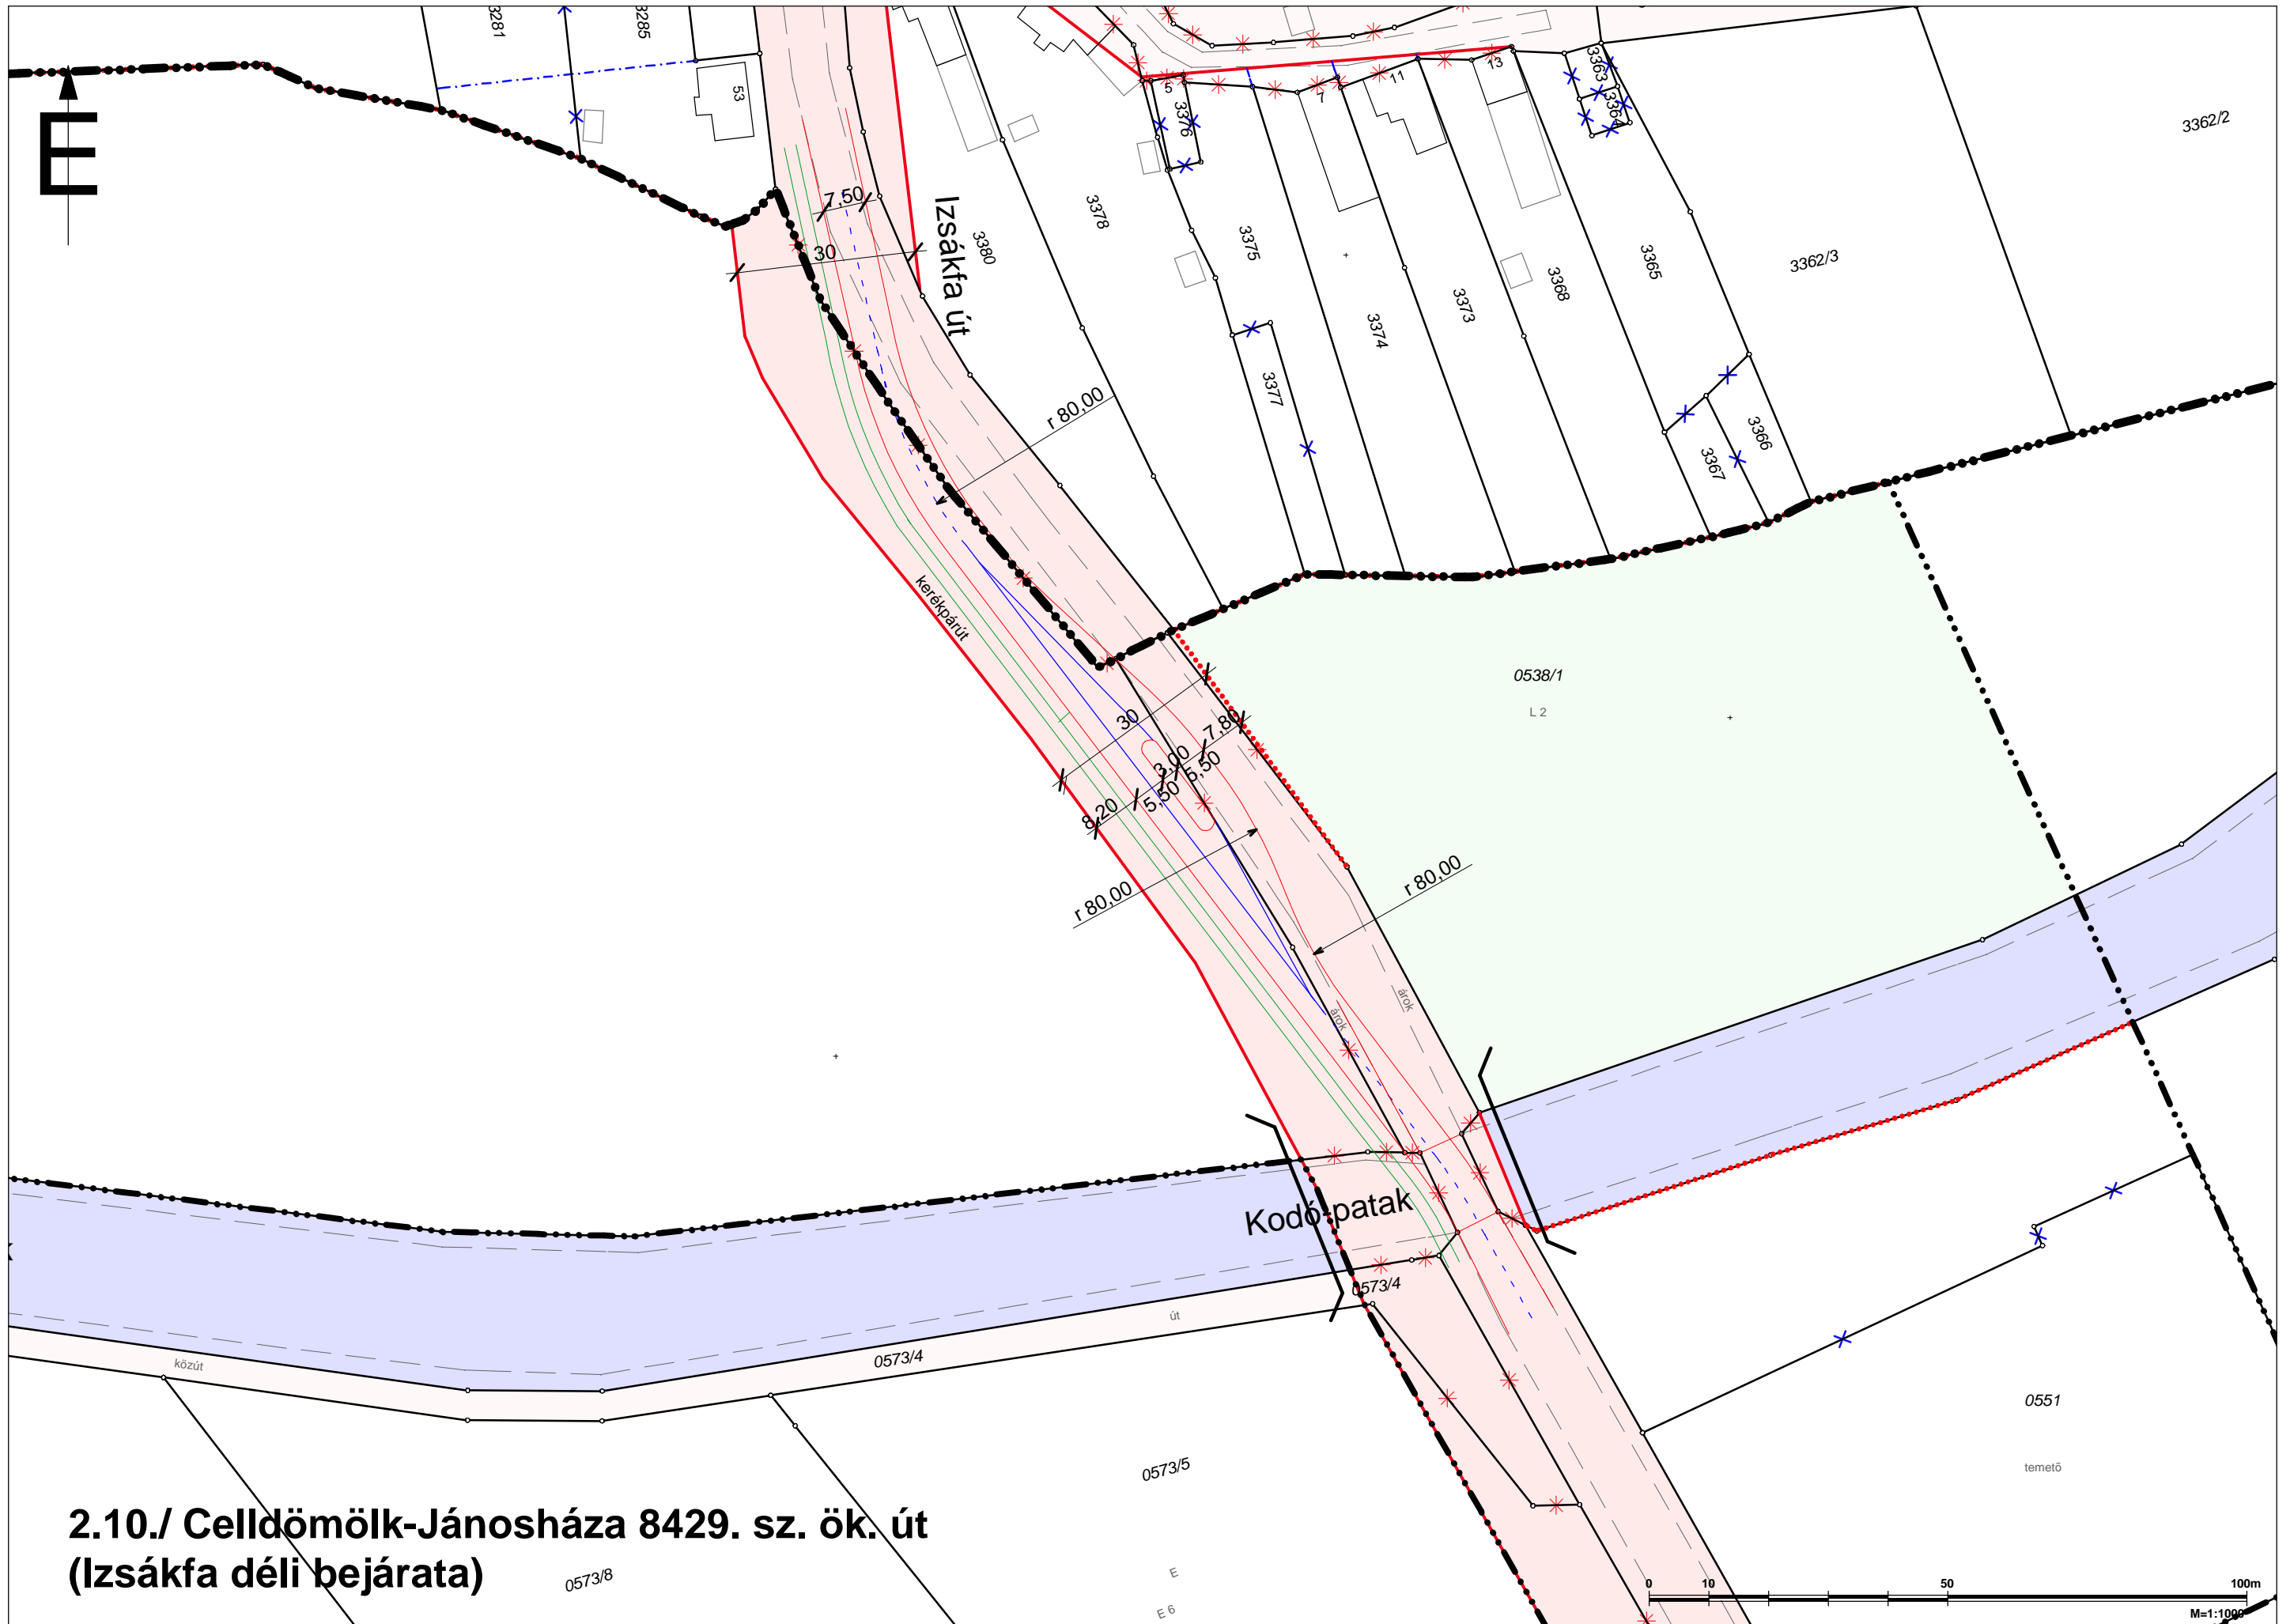 3281
3285
53
E
7,50
30
Izsákfa út
3380
3378
5
3376
7
11
13
3363
3364
3362/2
3375
3377
3374
3373
3368
3365
3362/3
3366
3367
r 80,00
kerékpárút
0538/1
L 2
30
7,80
3,00
5,50
5,50
8,20
r 80,00
r 80,00
árok
árok
Kodó-patak
0573/4
út
közút
0573/4
0551
temető
0573/5
2.10./ Celldömölk-Jánosháza 8429. sz. ök. út
(Izsákfa déli bejárata)
0573/8
E
E 6
0 10 50 100m
M=1:1000